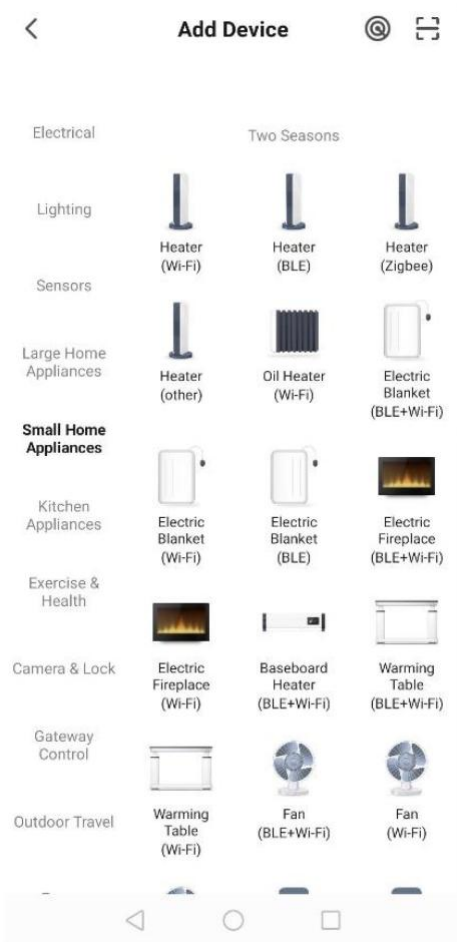 Add Device
Electrical
Lighting
Sensors
Large Home
Appliances
Small Home
Appliances
Kitchen
Appliances
Exercise &
Health
Camera & Lock
Gateway
Control
Outdoor Travel
Two Seasons
Heater
(Wi-Fi)
Heater
(BLE)
Heater
(Zigbee)
Heater
(other)
Oil Heater
(Wi-Fi)
Electric
Blanket
(BLE+Wi-Fi)
Electric
Blanket
(Wi-Fi)
Electric
Blanket
(BLE)
Electric
Fireplace
(BLE+Wi-Fi)
Electric
Fireplace
(Wi-Fi)
Baseboard
Heater
(BLE+Wi-Fi)
Warming
Table
(BLE+Wi-Fi)
Warming
Table
(Wi-Fi)
Fan
(BLE+Wi-Fi)
Fan
(Wi-Fi)